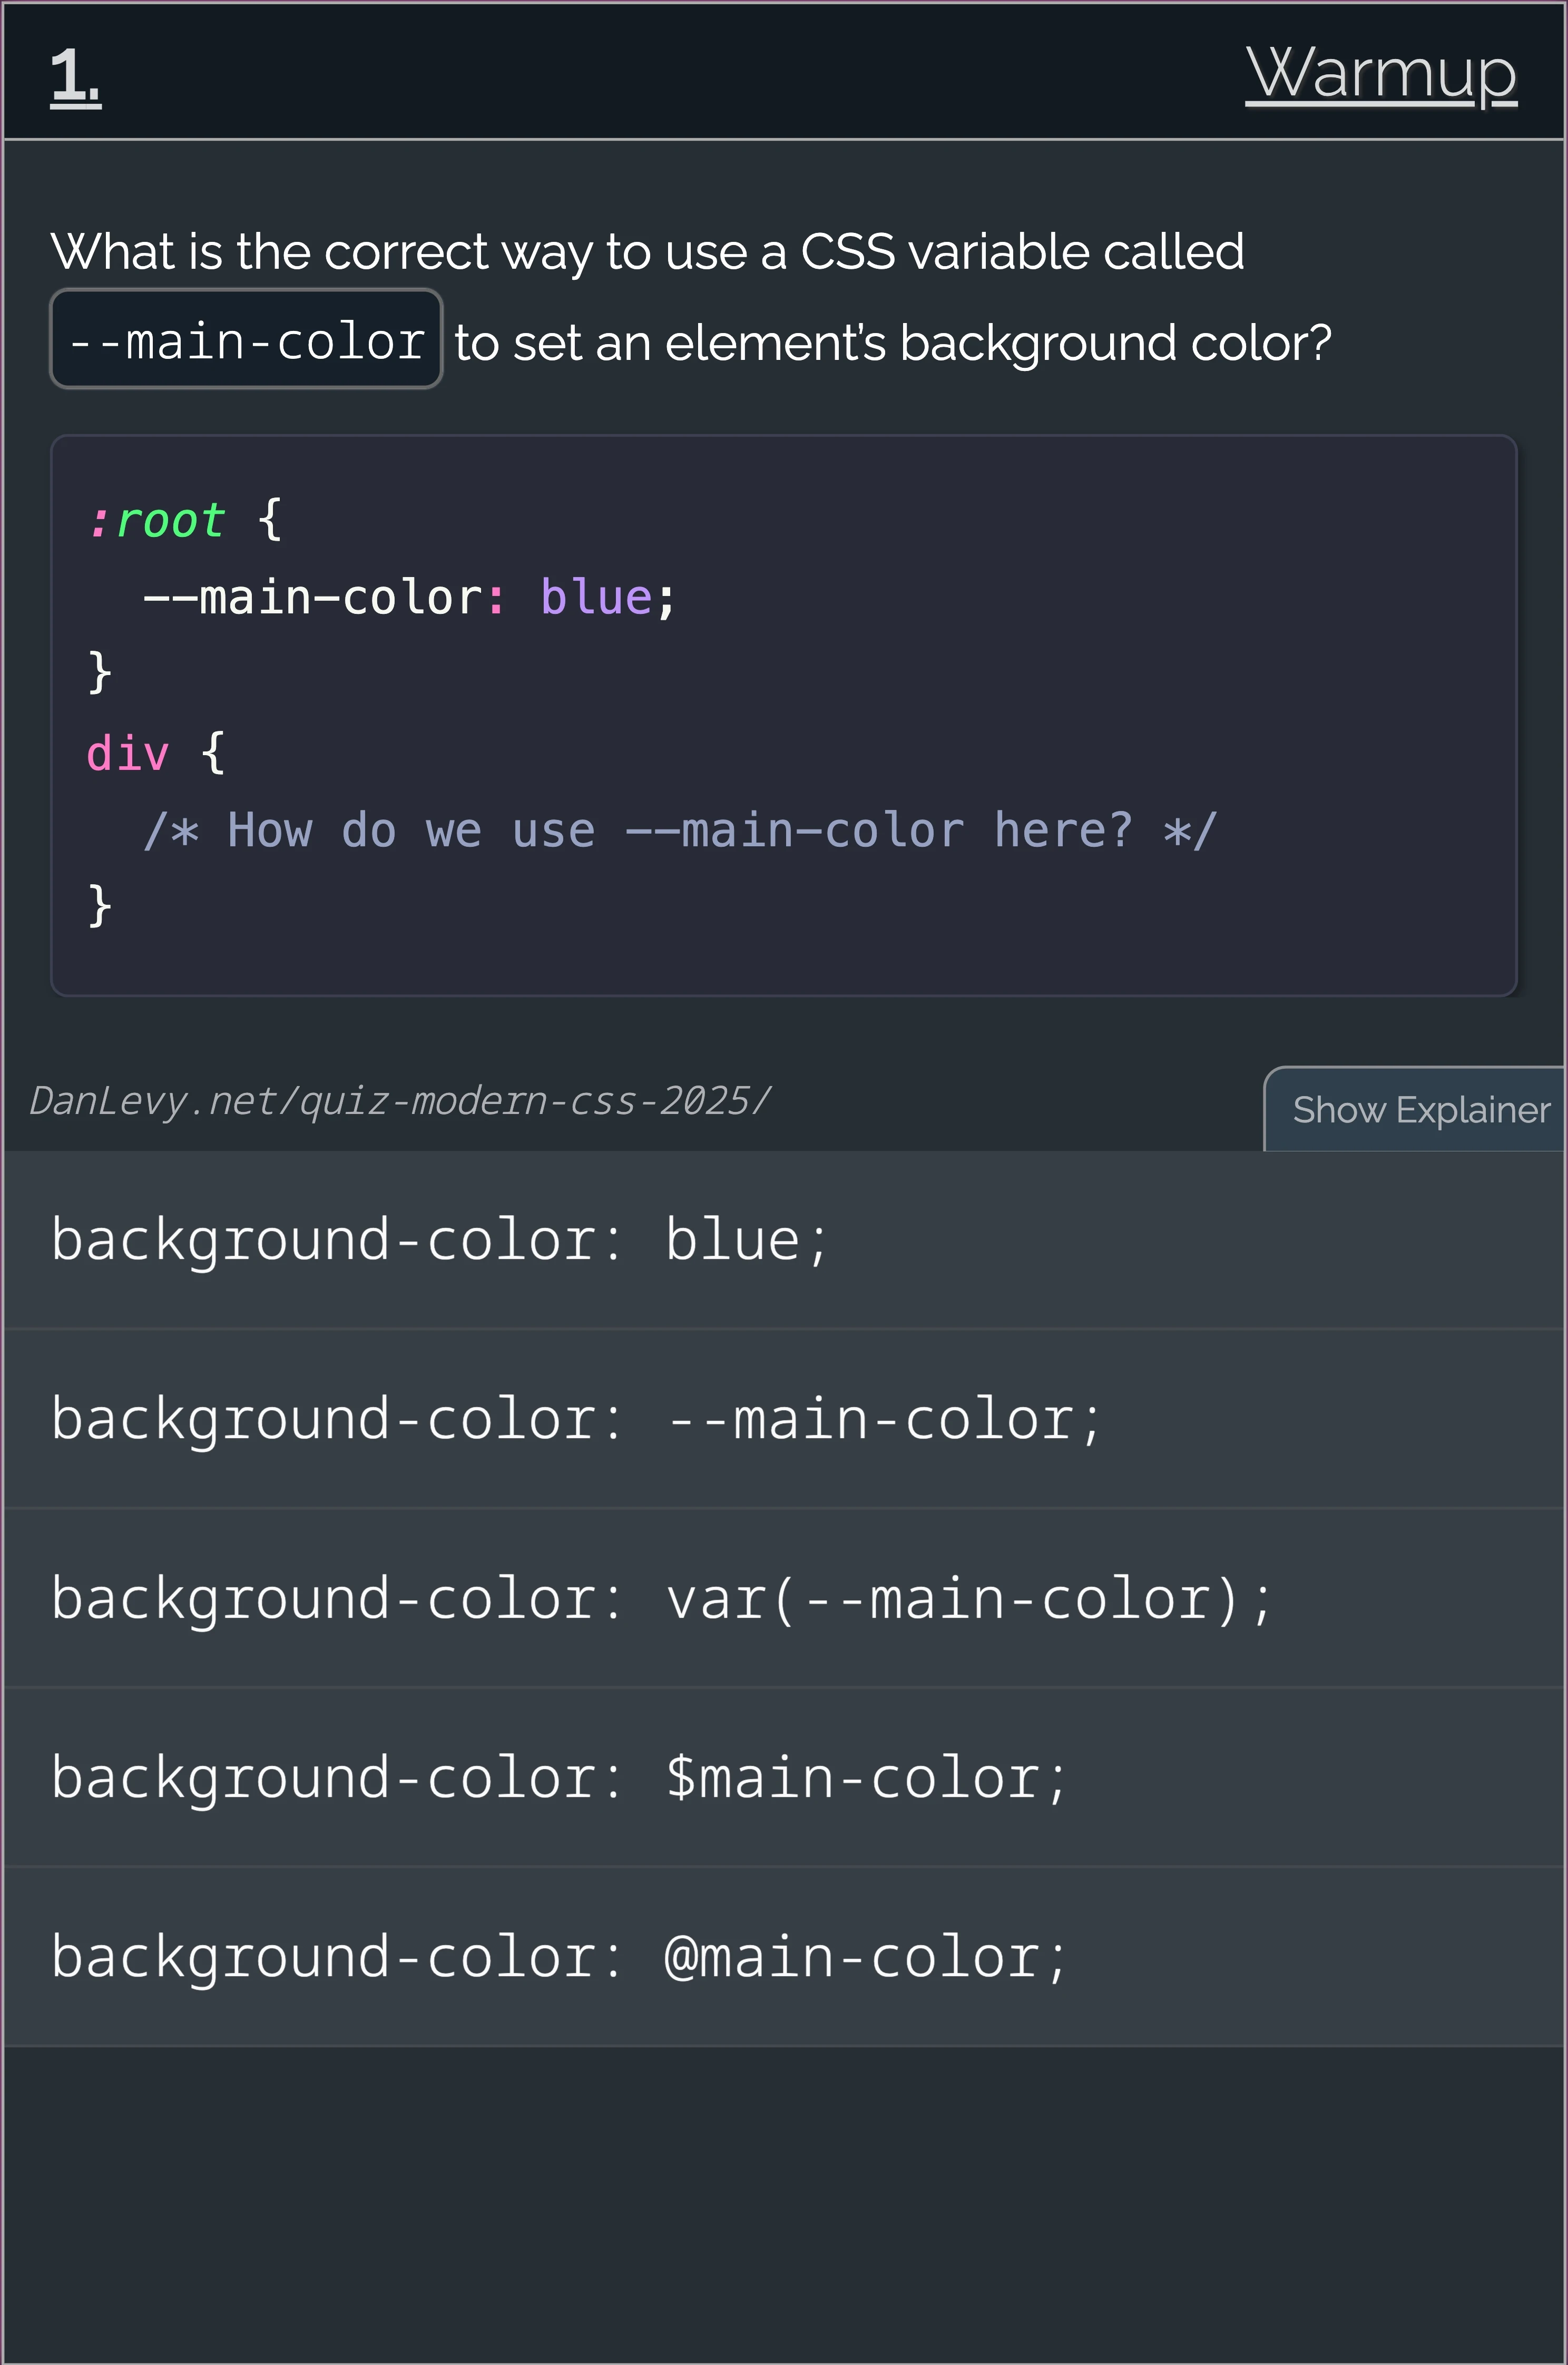 1.
Warmup
What is the correct way to use a CSS variable called
--main-color to set an element's background color?
:root {
  --main-color: blue;
}
div {
  /* How do we use --main-color here? */
}
DanLevy.net/quiz-modern-css-2025/
Show Explainer
background-color: blue;
background-color: --main-color;
background-color: var(--main-color);
background-color: $main-color;
background-color: @main-color;